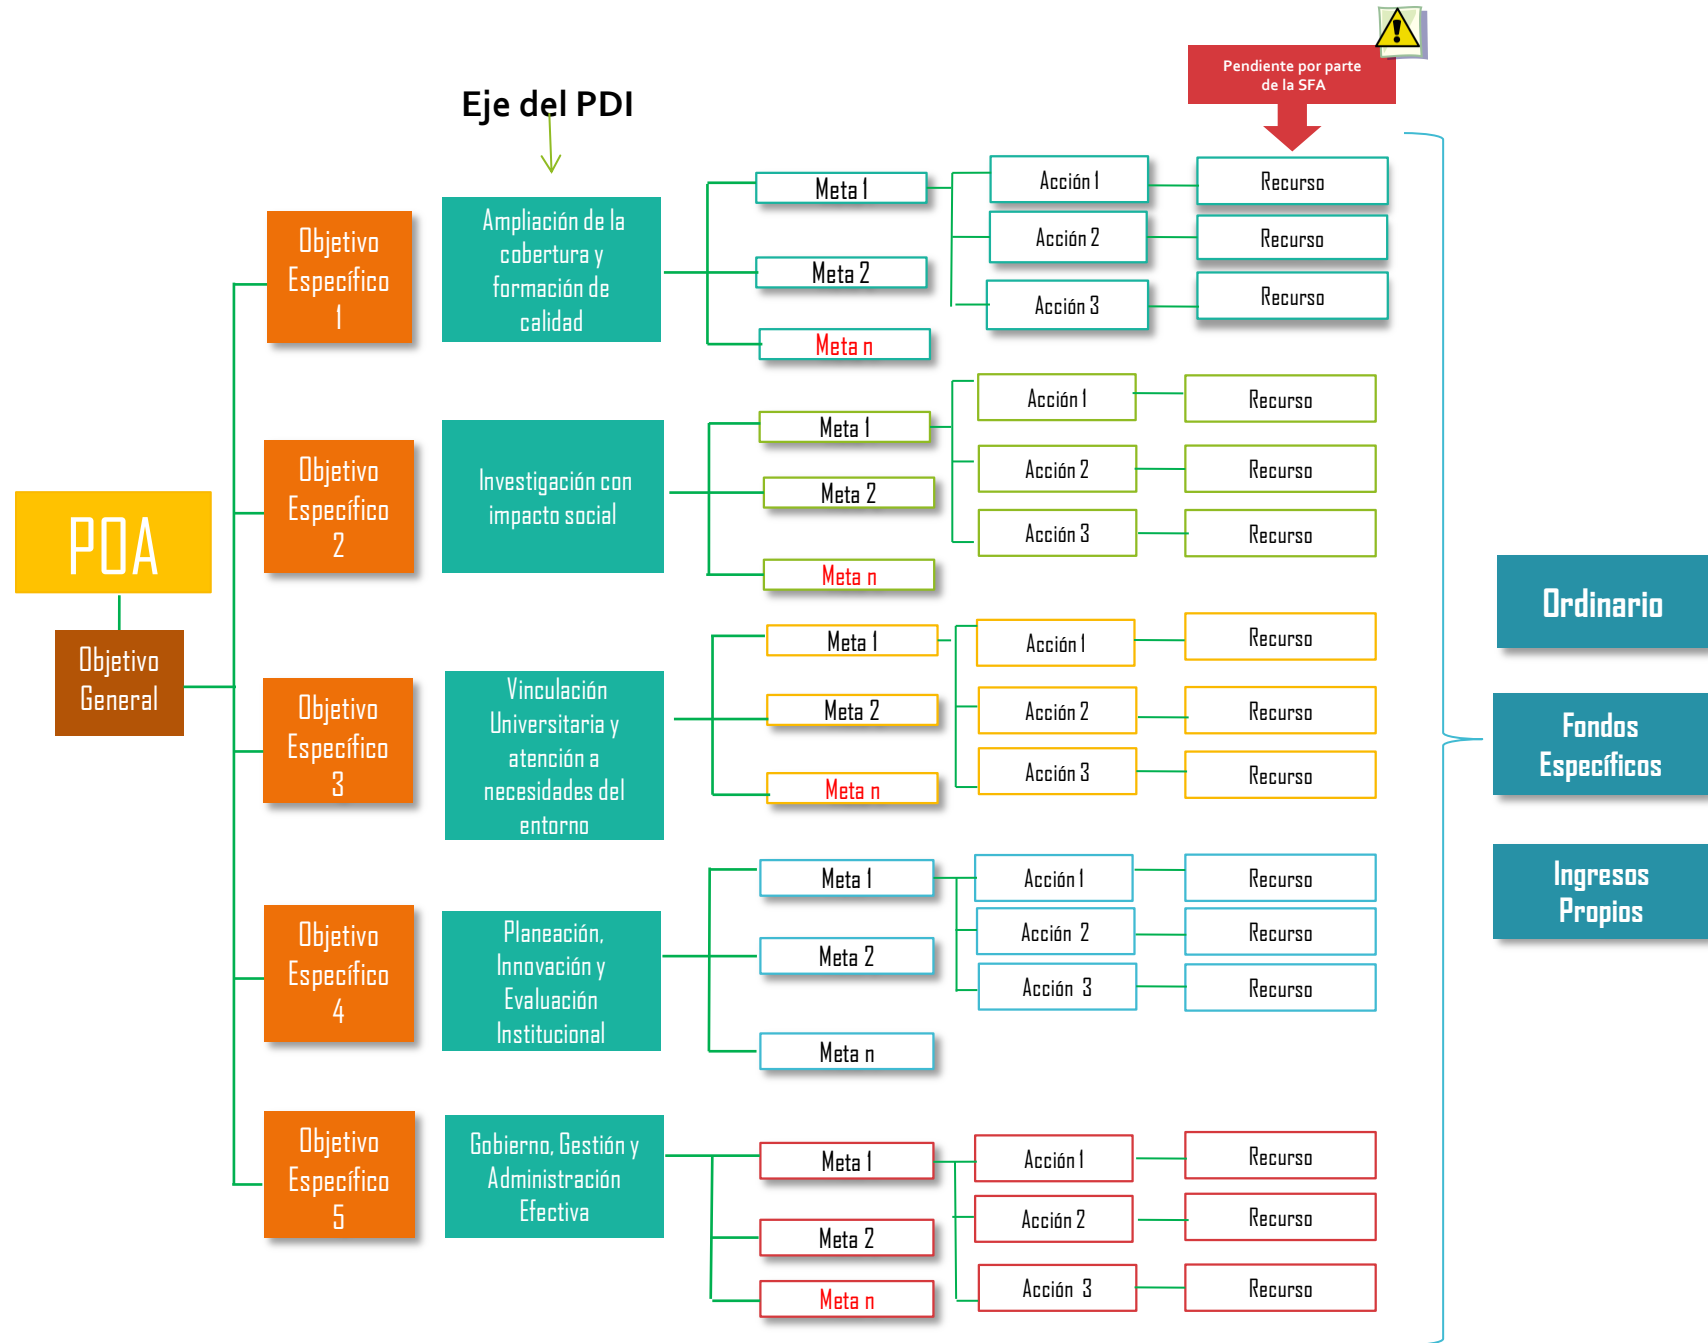 Pendiente por parte
de la SFA
Eje del PDI
POA
Objetivo
General
Objetivo
Específico
1
Ampliación de la
cobertura y
formación de
calidad
Meta 1
Meta 2
Meta n
Acción 1
Recurso
Acción 2
Recurso
Acción 3
Recurso
Objetivo
Específico
2
Investigación con
impacto social
Meta 1
Meta 2
Meta n
Acción 1
Recurso
Acción 2
Recurso
Acción 3
Recurso
Objetivo
Específico
3
Vinculación
Universitaria y
atención a
necesidades del
entorno
Meta 1
Meta 2
Meta n
Acción 1
Recurso
Acción 2
Recurso
Acción 3
Recurso
Objetivo
Específico
4
Planeación,
Innovación y
Evaluación
Institucional
Meta 1
Meta 2
Meta n
Acción 1
Recurso
Acción 2
Recurso
Acción 3
Recurso
Objetivo
Específico
5
Gobierno, Gestión y
Administración
Efectiva
Meta 1
Meta 2
Meta n
Acción 1
Recurso
Acción 2
Recurso
Acción 3
Recurso
Ordinario
Fondos
Específicos
Ingresos
Propios